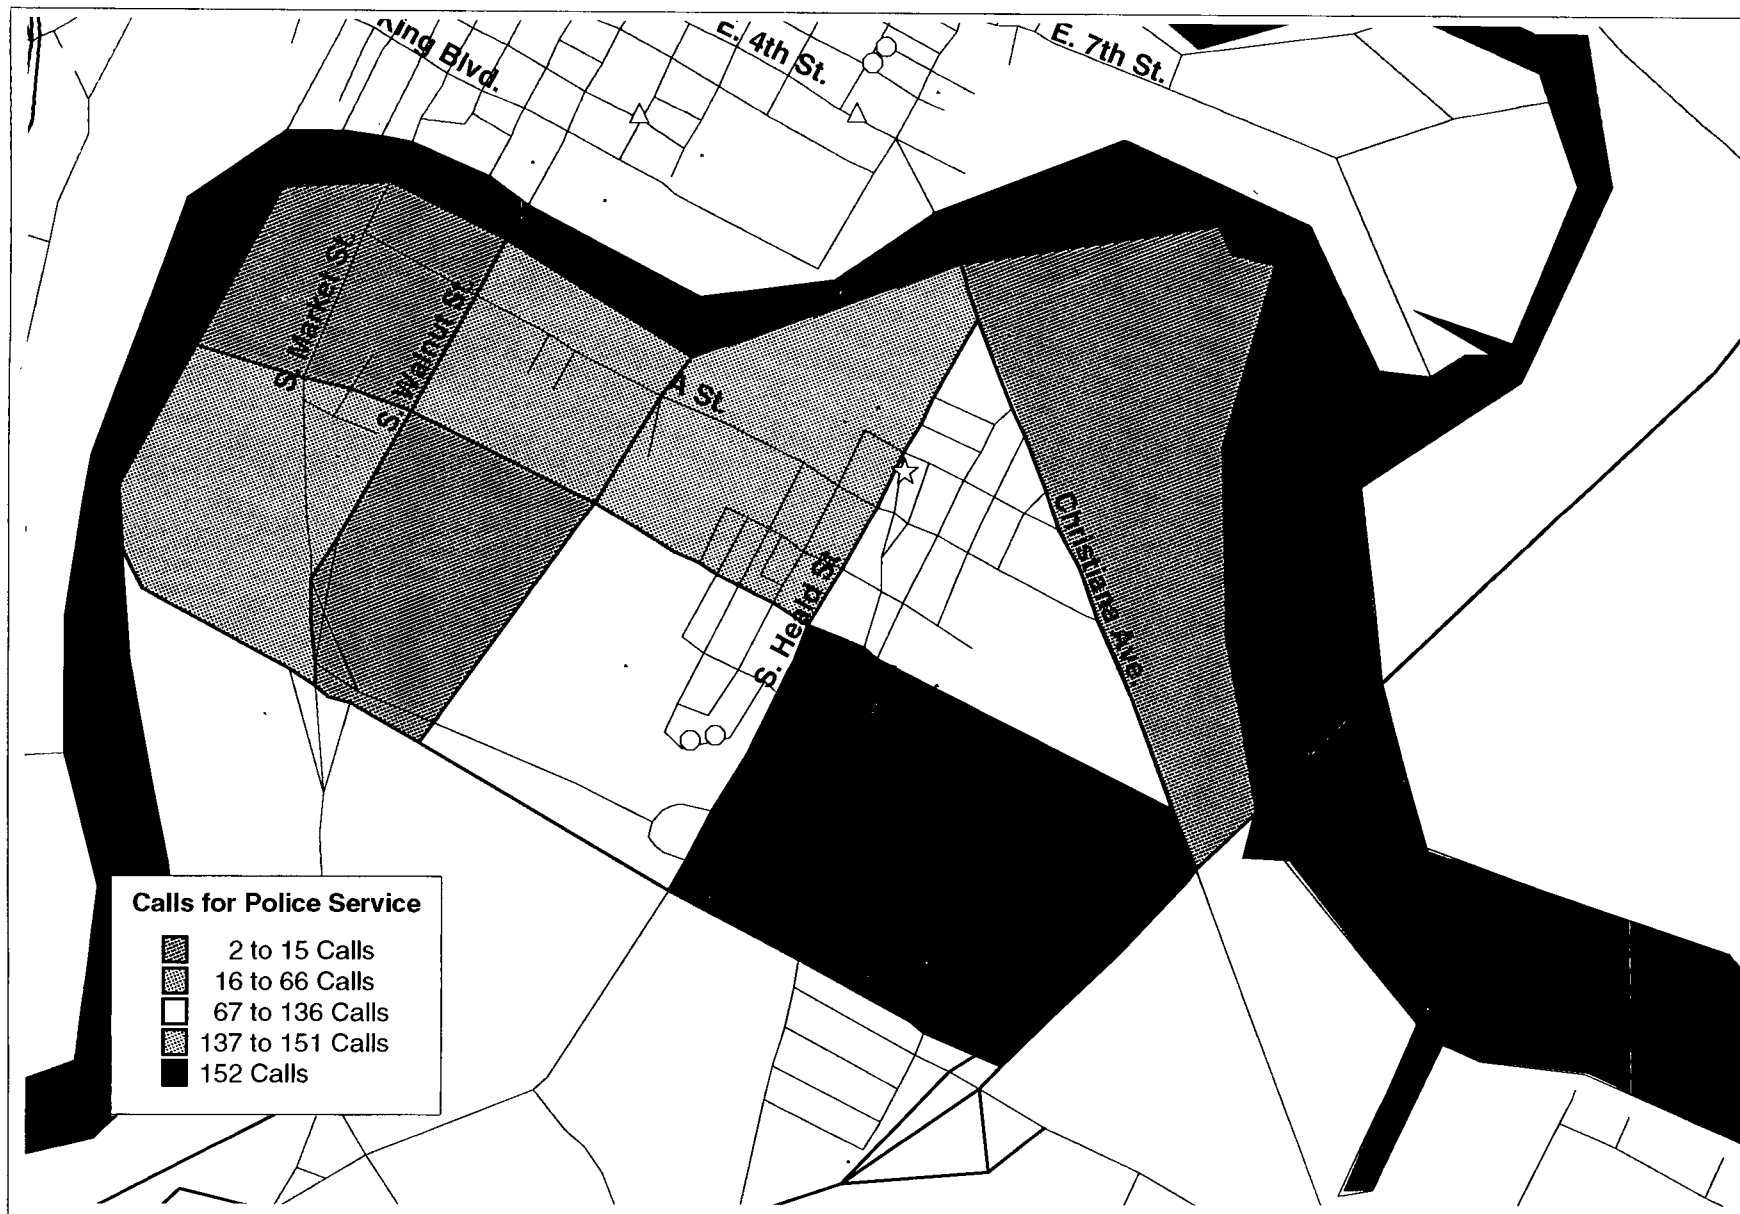 King Blvd.
E. 4th St.
E. 7th St.
S. Market St.
S. Walnut St.
A St.
S. Heald St.
Christiana Ave.
Calls for Police Service
2 to 15 Calls
16 to 66 Calls
67 to 136 Calls
137 to 151 Calls
152 Calls